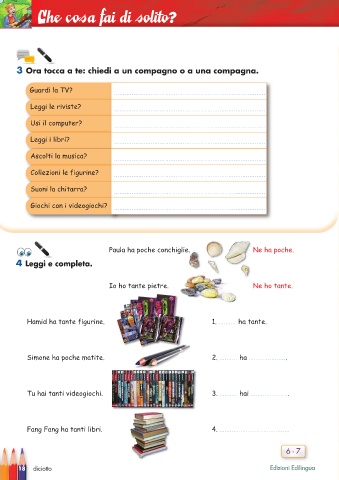 Che cosa fai di solito?
3 Ora tocca a te: chiedi a un compagno o a una compagna.
Guardi la TV?
Leggi le riviste?
Usi il computer?
Leggi i libri?
Ascolti la musica?
Collezioni le figurine?
Suoni la chitarra?
Giochi con i videogiochi?
4 Leggi e completa.
Paula ha poche conchiglie.
Ne ha poche.
Io ho tante pietre.
Ne ho tante.
Hamid ha tante figurine.
1. ha tante.
Simone ha poche matite.
2. ha .
Tu hai tanti videogiochi.
3. hai .
Fang Fang ha tanti libri.
4.
6 - 7
18 diciotto
Edizioni Edilingua